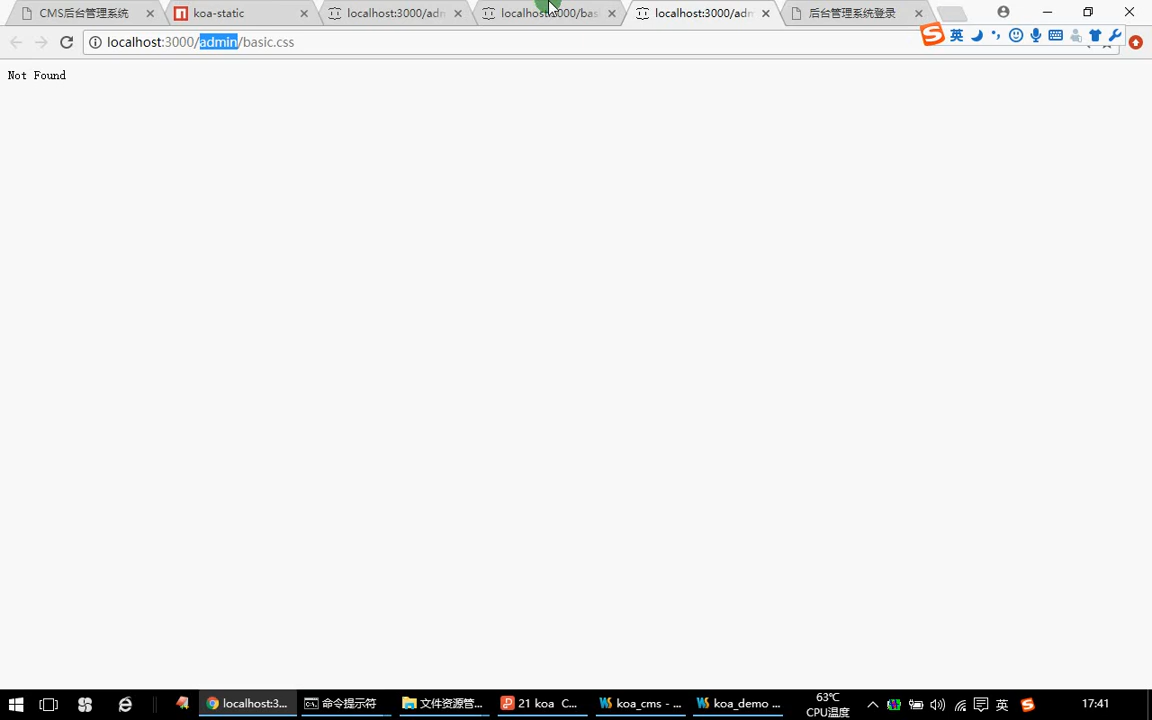 CMS后台管理系统
koa-static
localhost:3000/adn
localhost:3000/bas
localhost:3000/adn
后台管理系统登录
localhost:3000/admin/basic.css
英
Not Found
localhost:3...
命令提示符
文件资源管...
21 koa C...
koa_cms - ...
koa_demo ...
63℃
CPU温度
英
17:41